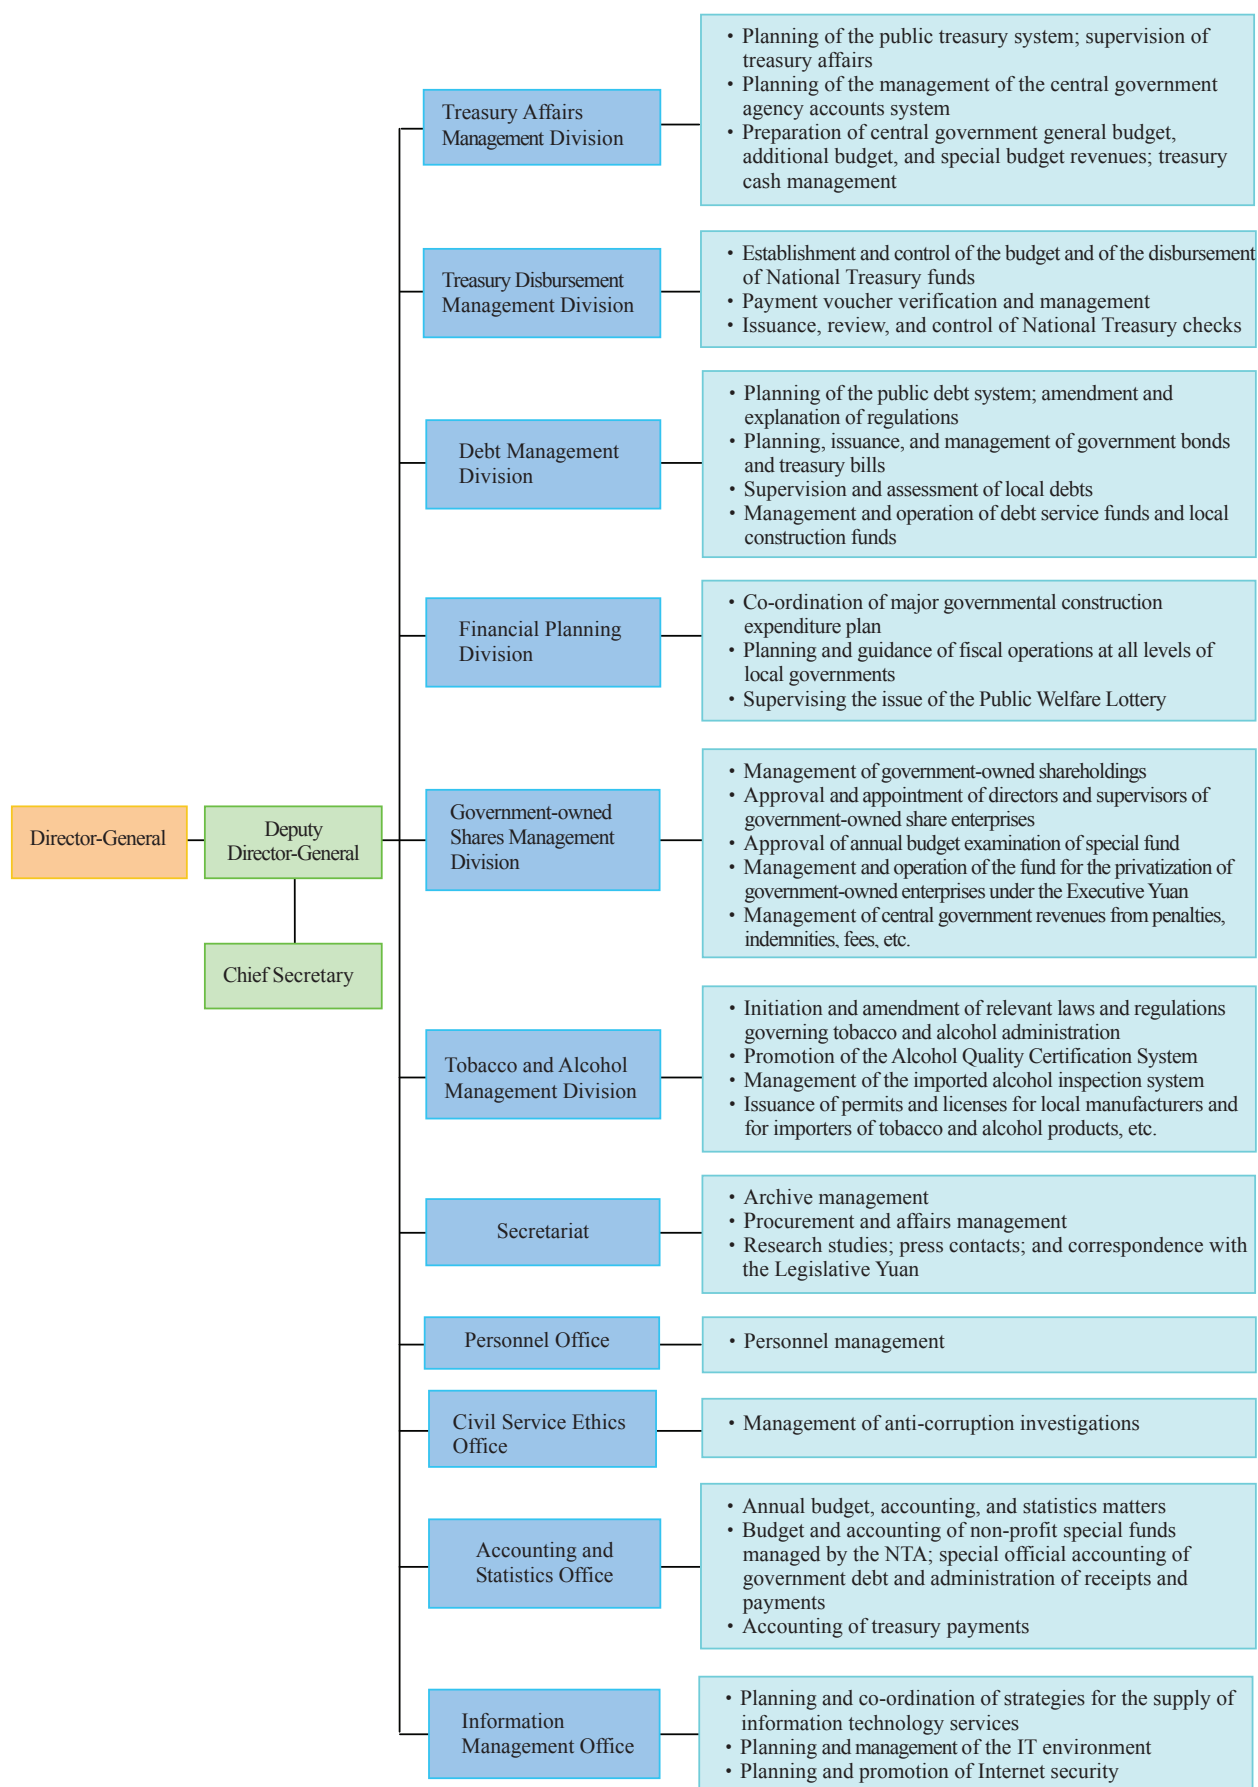 Director-General
Deputy
Director-General
Chief Secretary
Treasury Affairs
Management Division
• Planning of the public treasury system; supervision of
treasury affairs
• Planning of the management of the central government
agency accounts system
• Preparation of central government general budget,
additional budget, and special budget revenues; treasury
cash management
Treasury Disbursement
Management Division
• Establishment and control of the budget and of the disbursement
of National Treasury funds
• Payment voucher verification and management
• Issuance, review, and control of National Treasury checks
Debt Management
Division
• Planning of the public debt system; amendment and
explanation of regulations
• Planning, issuance, and management of government bonds
and treasury bills
• Supervision and assessment of local debts
• Management and operation of debt service funds and local
construction funds
Financial Planning
Division
• Co-ordination of major governmental construction
expenditure plan
• Planning and guidance of fiscal operations at all levels of
local governments
• Supervising the issue of the Public Welfare Lottery
Government-owned
Shares Management
Division
• Management of government-owned shareholdings
• Approval and appointment of directors and supervisors of
government-owned share enterprises
• Approval of annual budget examination of special fund
• Management and operation of the fund for the privatization of
government-owned enterprises under the Executive Yuan
• Management of central government revenues from penalties,
indemnities, fees, etc.
Tobacco and Alcohol
Management Division
• Initiation and amendment of relevant laws and regulations
governing tobacco and alcohol administration
• Promotion of the Alcohol Quality Certification System
• Management of the imported alcohol inspection system
• Issuance of permits and licenses for local manufacturers and
for importers of tobacco and alcohol products, etc.
Secretariat
• Archive management
• Procurement and affairs management
• Research studies; press contacts; and correspondence with
the Legislative Yuan
Personnel Office
• Personnel management
Civil Service Ethics
Office
• Management of anti-corruption investigations
Accounting and
Statistics Office
• Annual budget, accounting, and statistics matters
• Budget and accounting of non-profit special funds
managed by the NTA; special official accounting of
government debt and administration of receipts and
payments
• Accounting of treasury payments
Information
Management Office
• Planning and co-ordination of strategies for the supply of
information technology services
• Planning and management of the IT environment
• Planning and promotion of Internet security